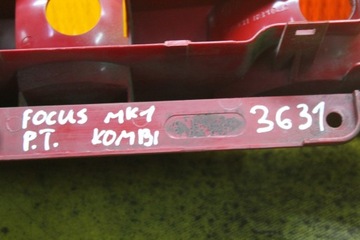 FOCUS MK1 3631
P.T. KOMBI